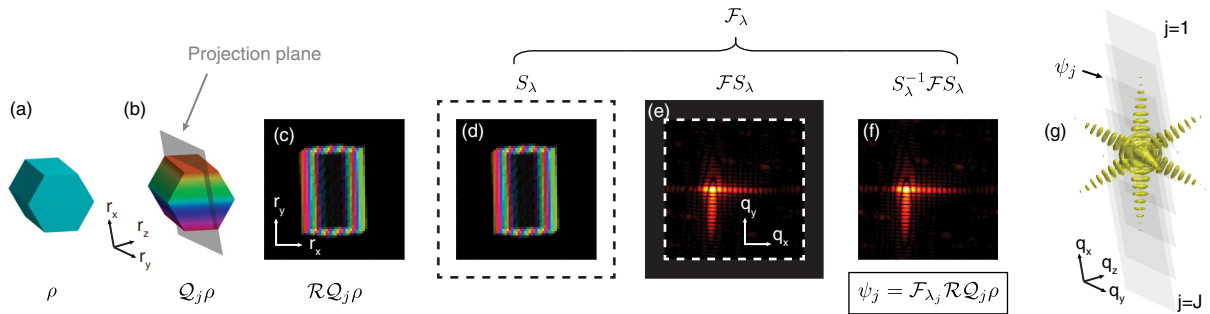 𝓕_λ
Projection plane
S_λ
𝓕S_λ
S_λ^{-1}𝓕S_λ
j=1
ψ_j
(a)
(b)
(c)
(d)
(e)
(f)
(g)
r_x
r_z
r_y
r_y
r_x
q_y
q_x
q_x
q_z
q_y
ρ
𝒬_jρ
ℛ𝒬_jρ
ψ_j = 𝓕_{λ_j}ℛ𝒬_jρ
j=J